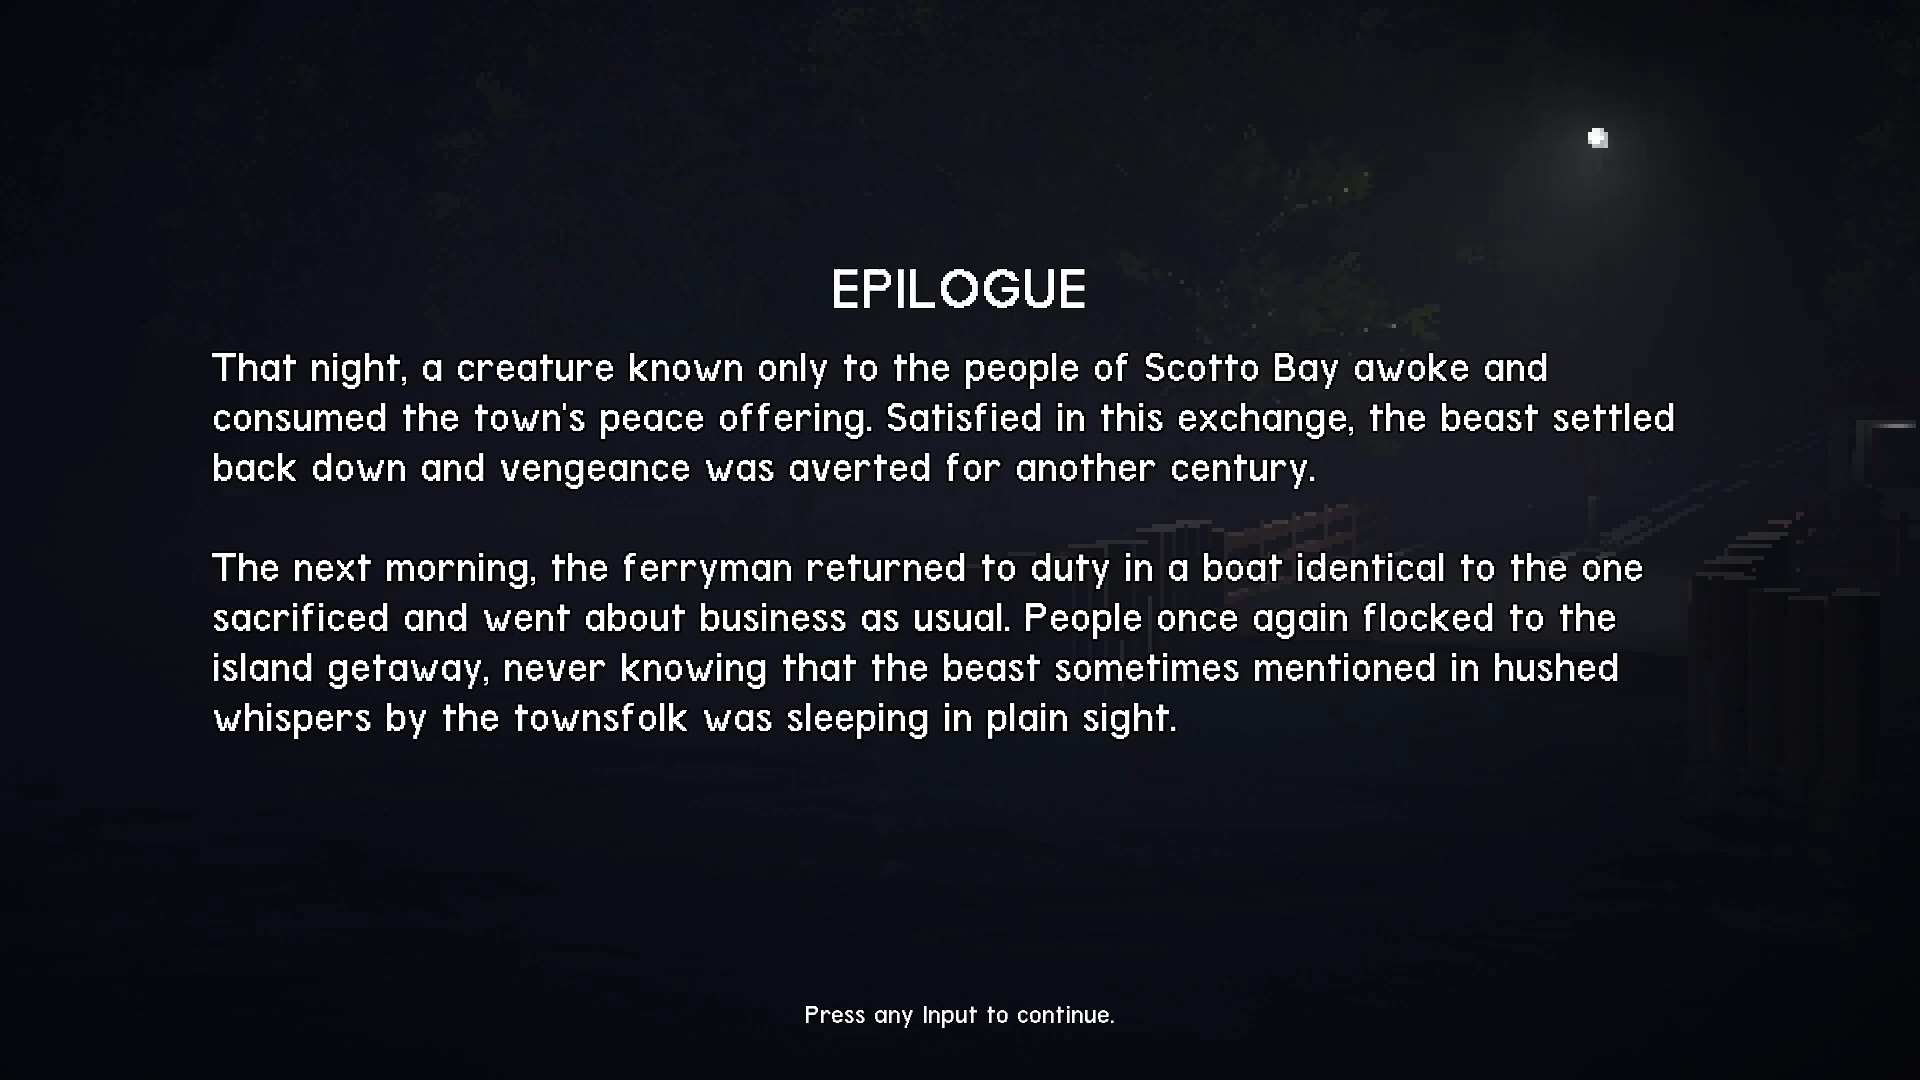 EPILOGUE
That night, a creature known only to the people of Scotto Bay awoke and
consumed the town's peace offering. Satisfied in this exchange, the beast settled
back down and vengeance was averted for another century.
The next morning, the ferryman returned to duty in a boat identical to the one
sacrificed and went about business as usual. People once again flocked to the
island getaway, never knowing that the beast sometimes mentioned in hushed
whispers by the townsfolk was sleeping in plain sight.
Press any Input to continue.